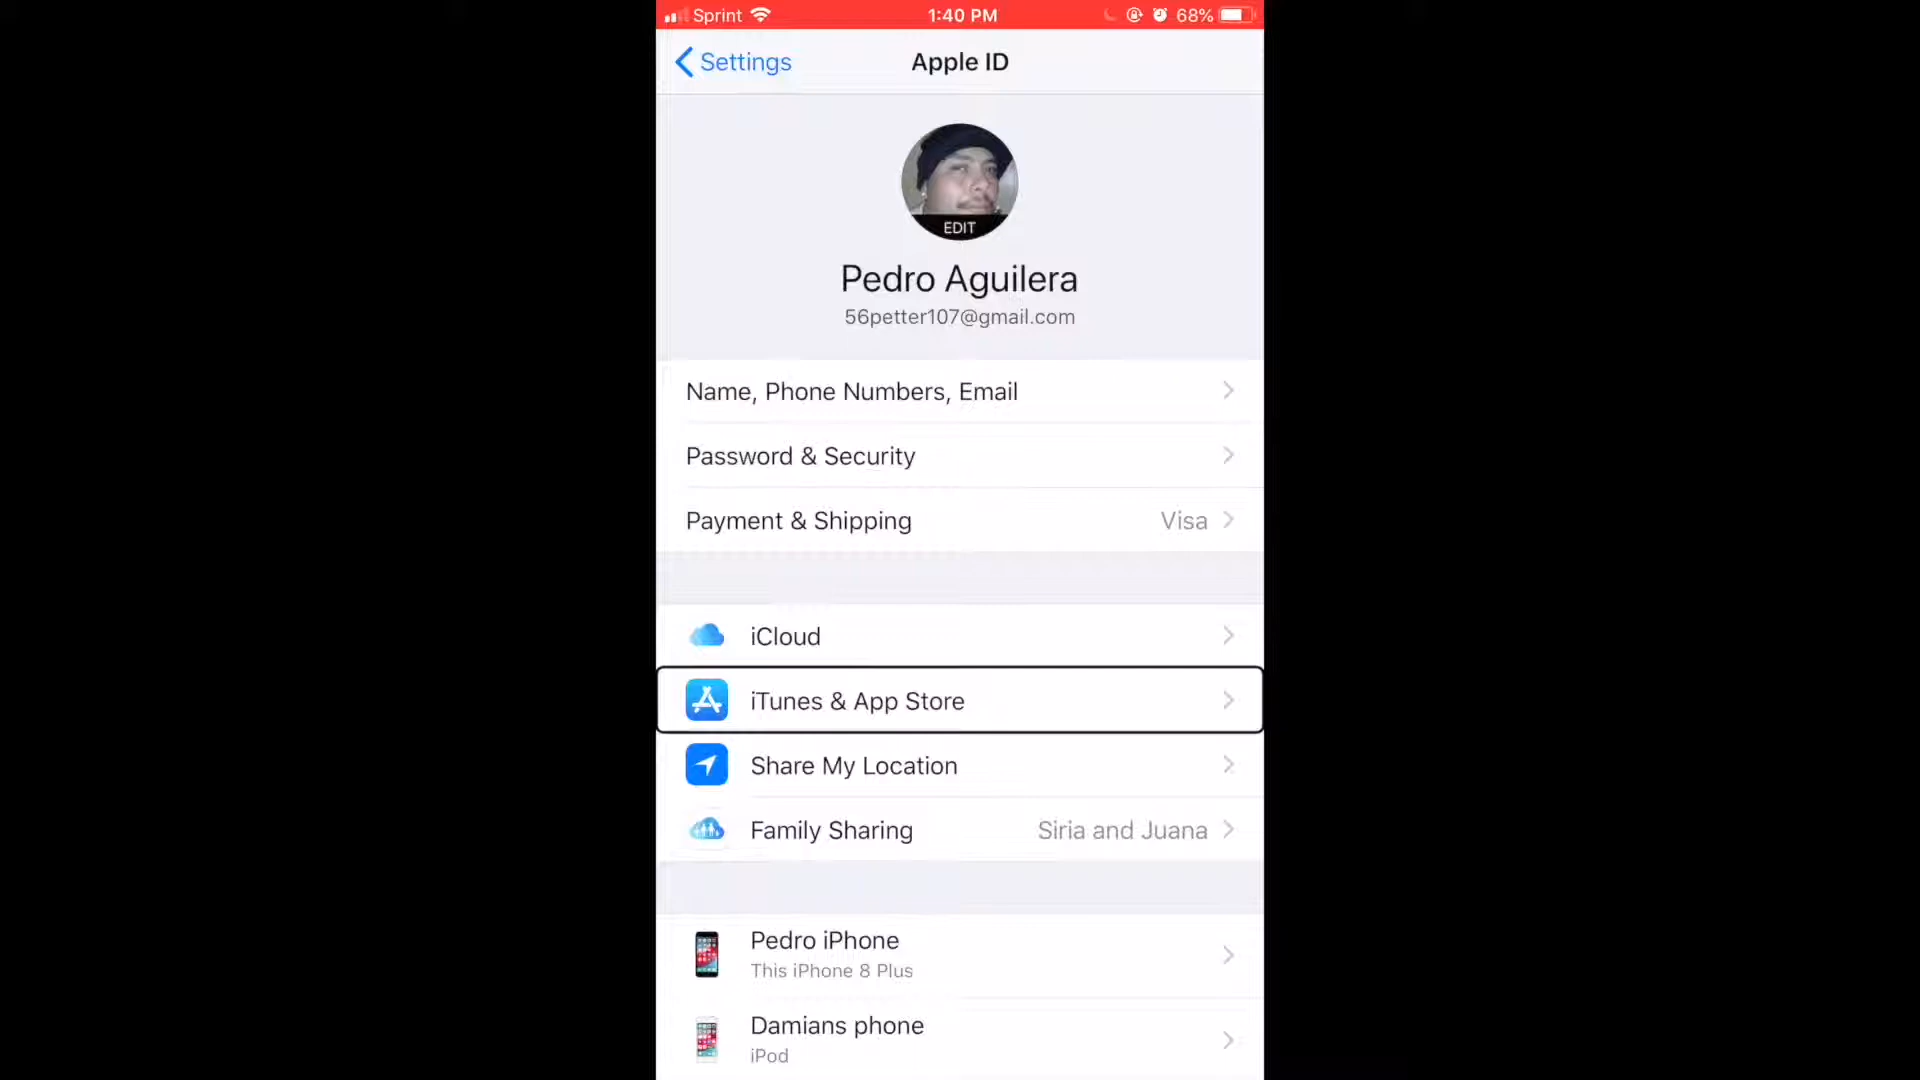 Sprint 1:40 PM 68%
Settings Apple ID
EDIT
Pedro Aguilera
56petter107@gmail.com
Name, Phone Numbers, Email
Password & Security
Payment & Shipping Visa
iCloud
iTunes & App Store
Share My Location
Family Sharing Siria and Juana
Pedro iPhone
This iPhone 8 Plus
Damians phone
iPod